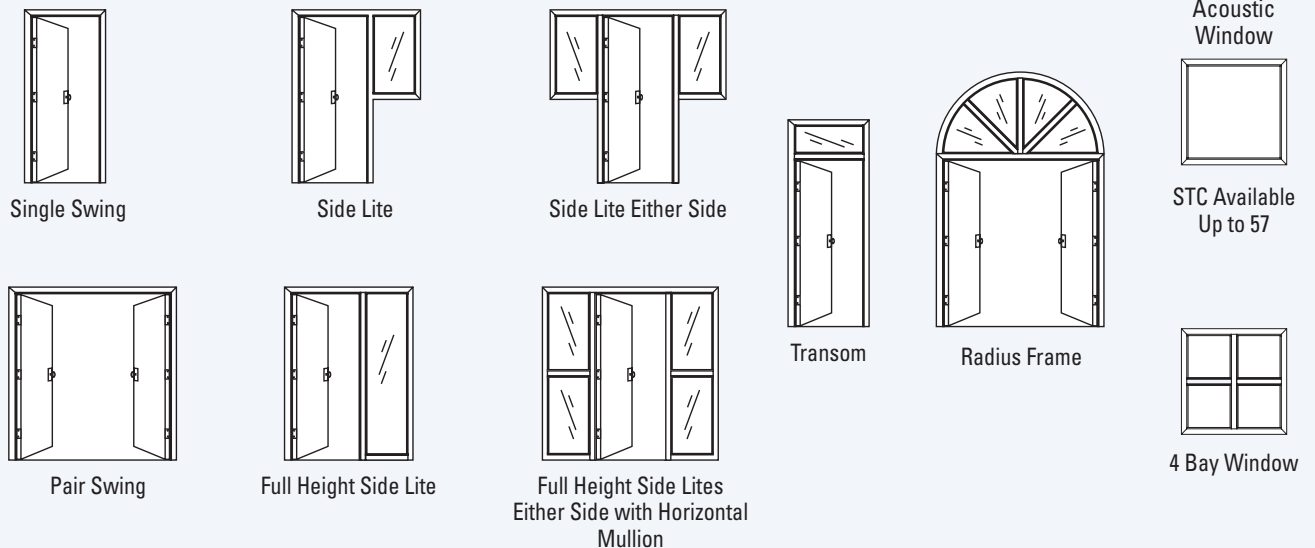 Acoustic
Window
Single Swing
Side Lite
Side Lite Either Side
STC Available
Up to 57
Transom
Radius Frame
Pair Swing
Full Height Side Lite
Full Height Side Lites
Either Side with Horizontal
Mullion
4 Bay Window